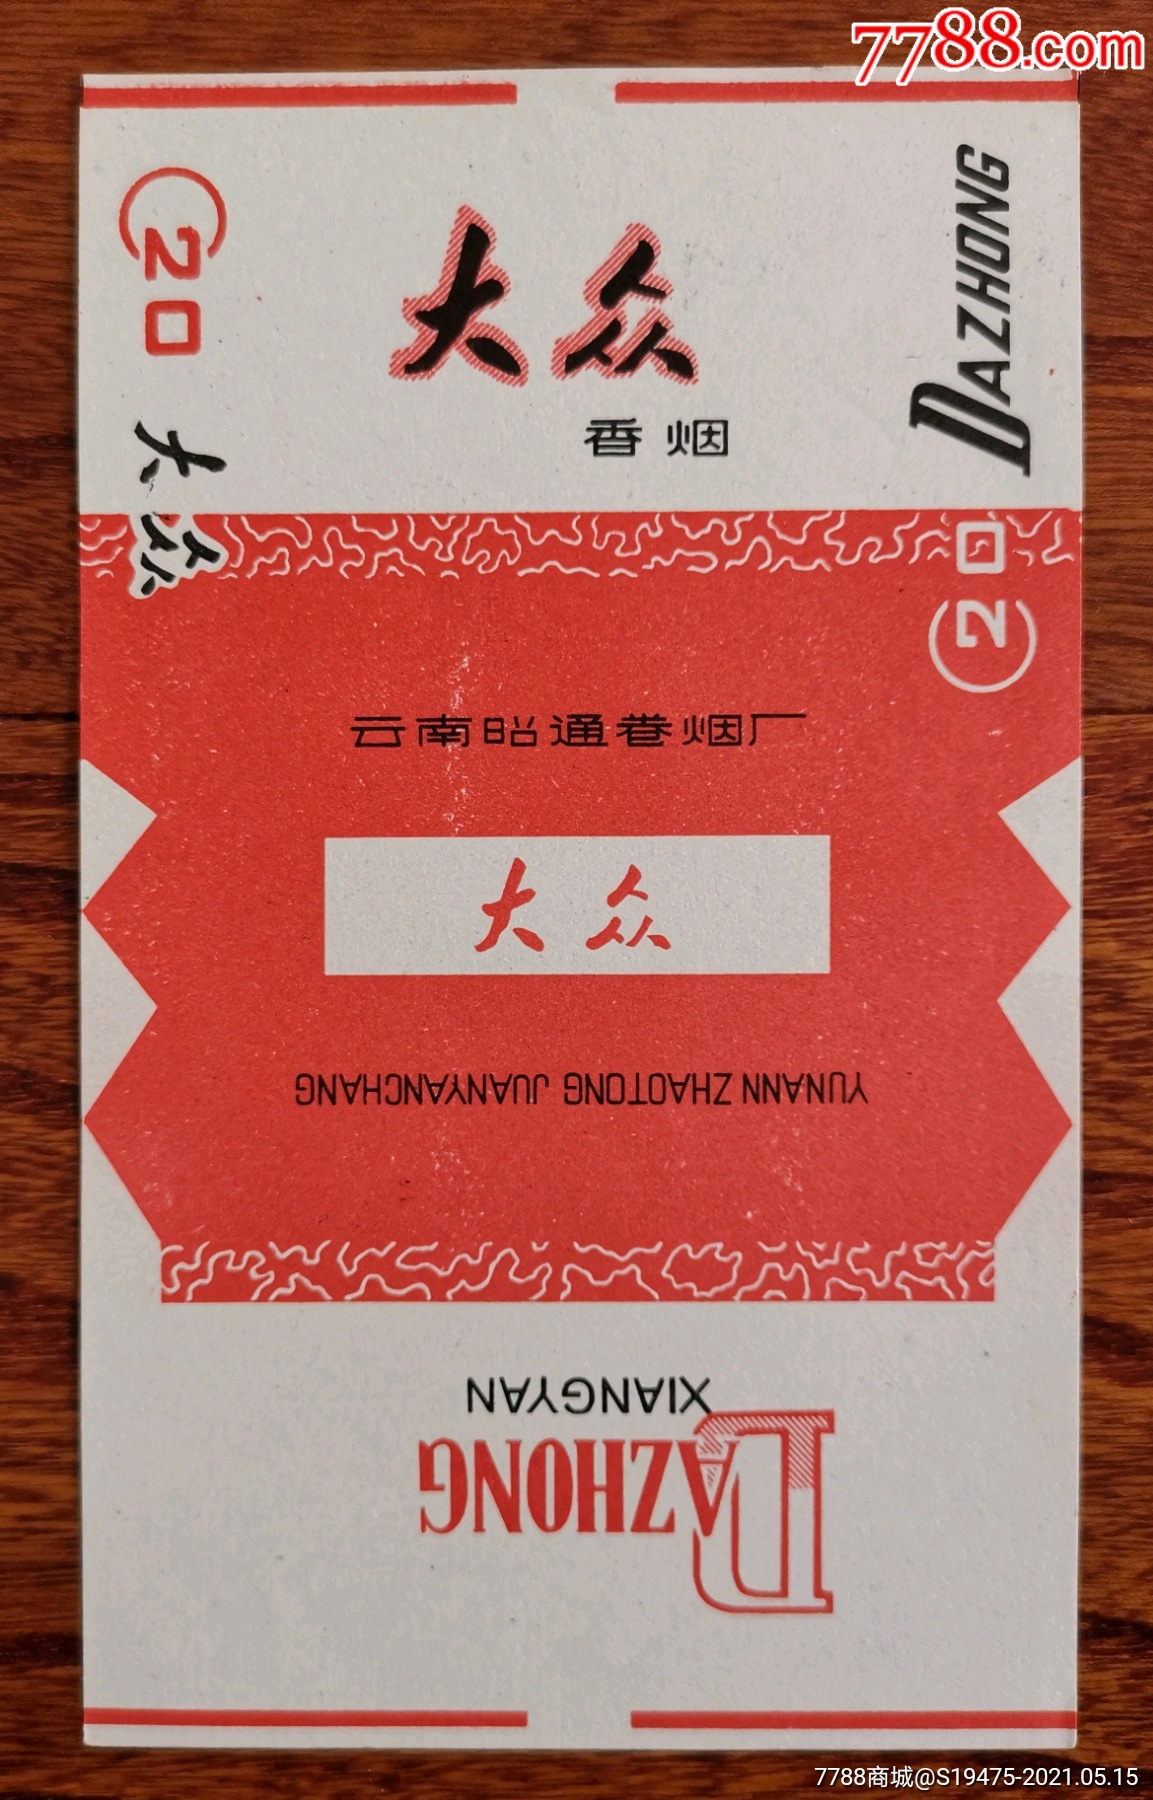 7788.com
20
大众
大众
香烟
DAZHONG
20
云南昭通卷烟厂
大众
YUNANN ZHAOTONG JUANYANCHANG
XIANGYAN
DAZHONG
7788商城@S19475-2021.05.15